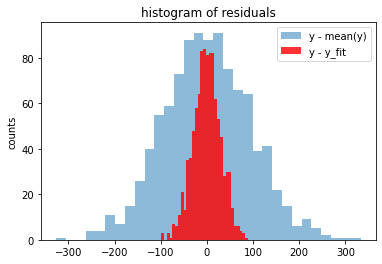 histogram of residuals
y - mean(y)
y - y_fit
counts
80
60
40
20
0
−300 −200 −100 0 100 200 300